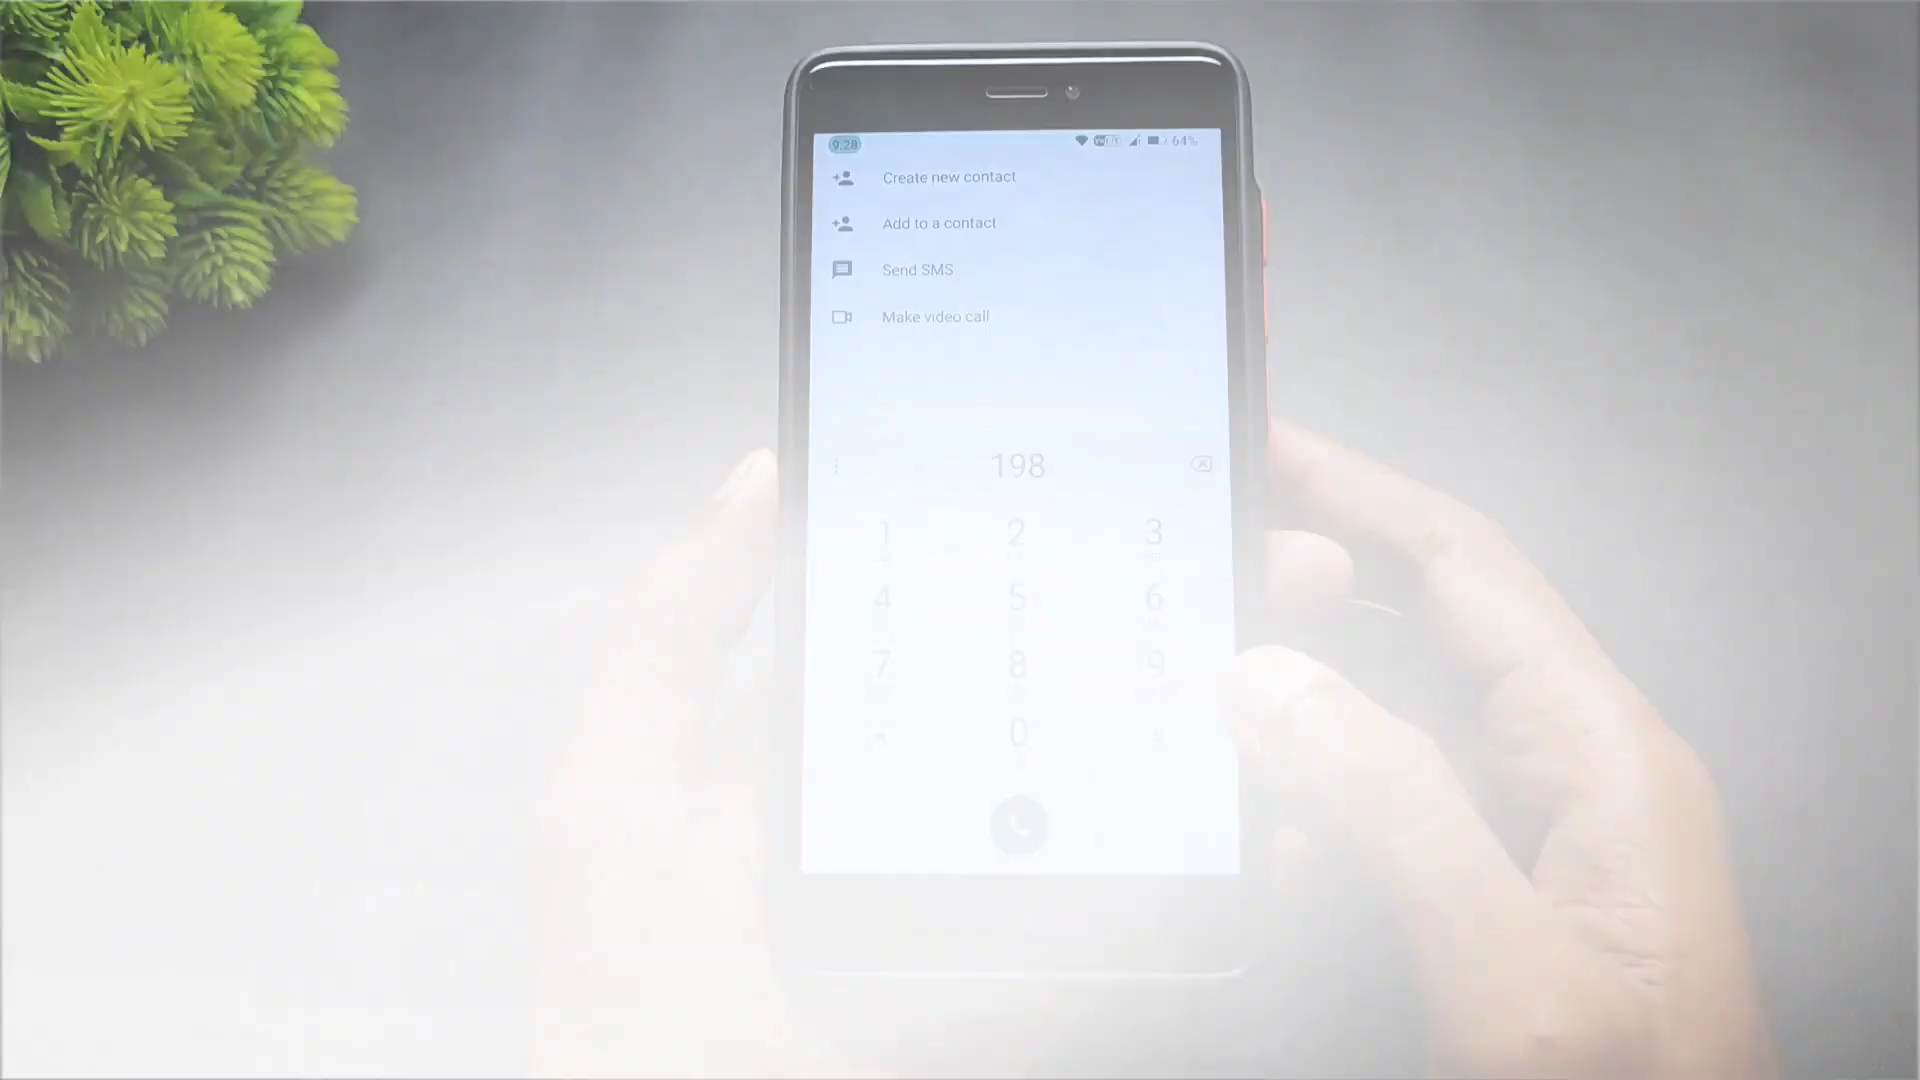 9:28 64%
Create new contact
Add to a contact
Send SMS
Make video call
198
1 2 3
4 5 6
7 8 9
* 0 #